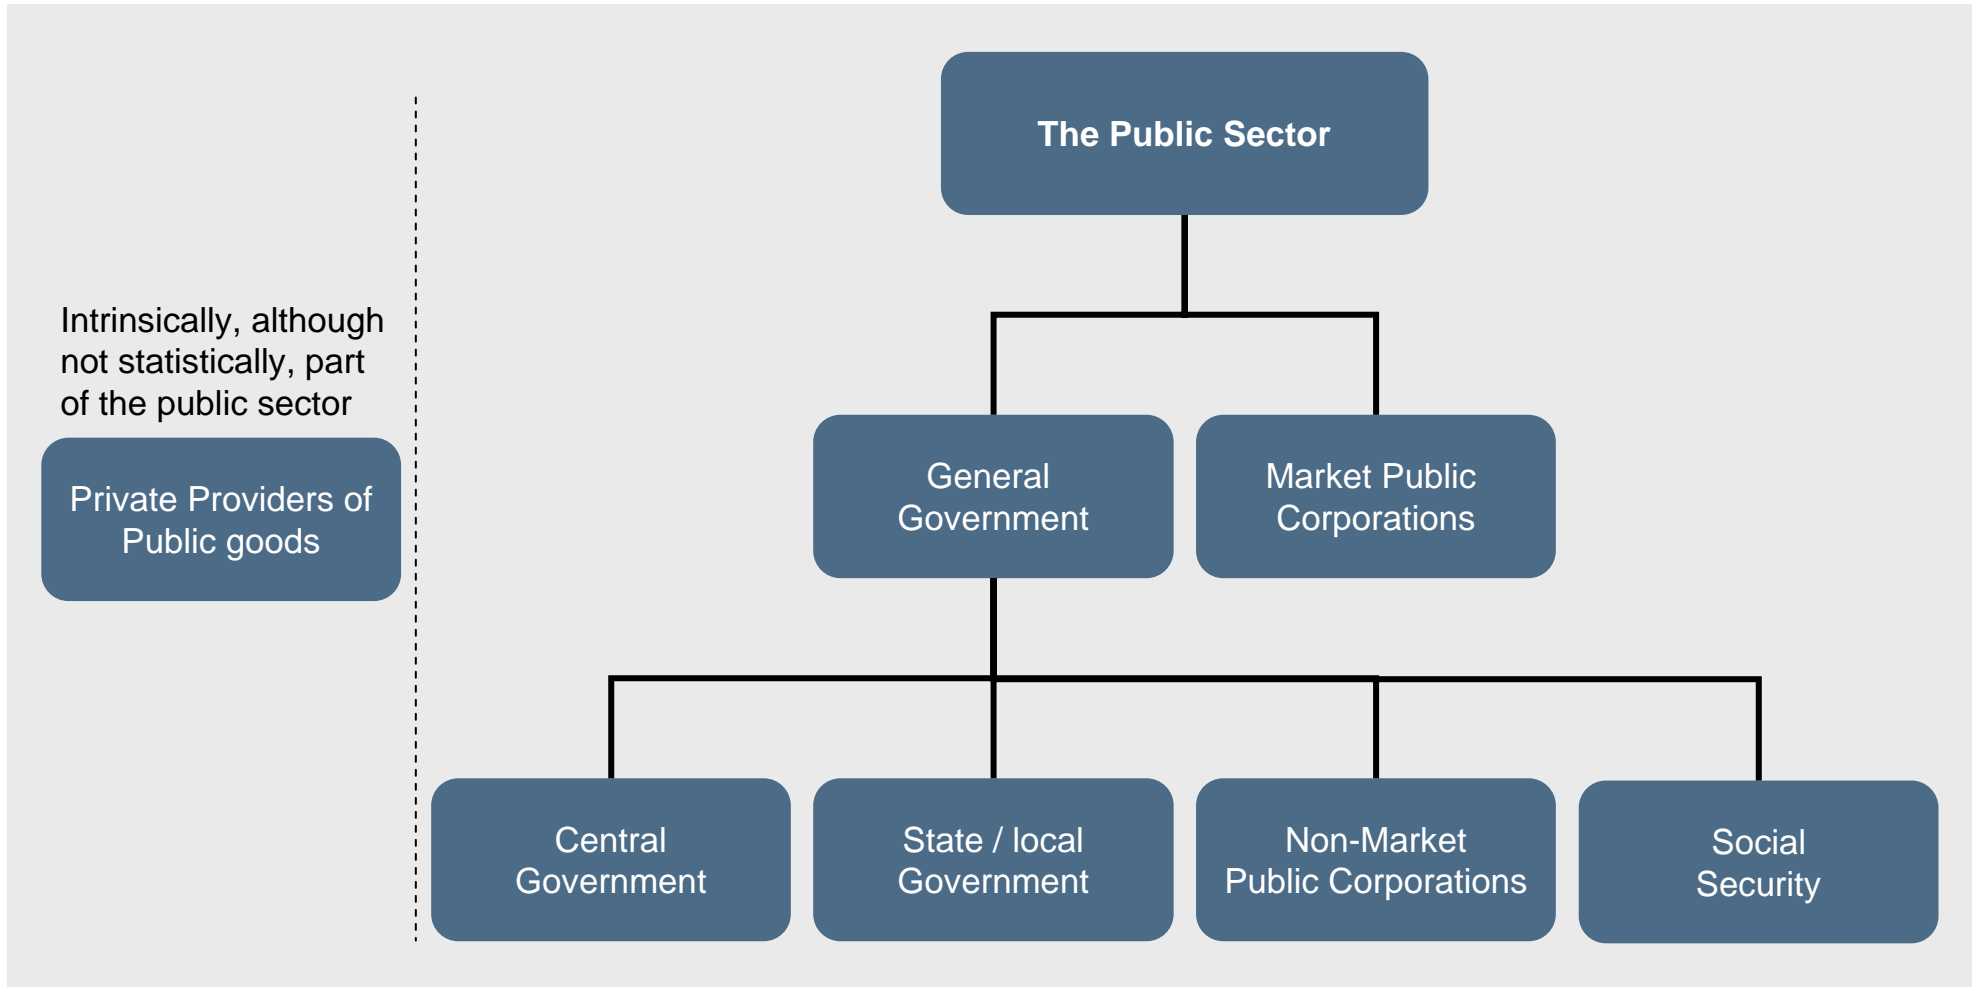 The Public Sector
Intrinsically, although
not statistically, part
of the public sector
Private Providers of
Public goods
General
Government
Market Public
Corporations
Central
Government
State / local
Government
Non-Market
Public Corporations
Social
Security